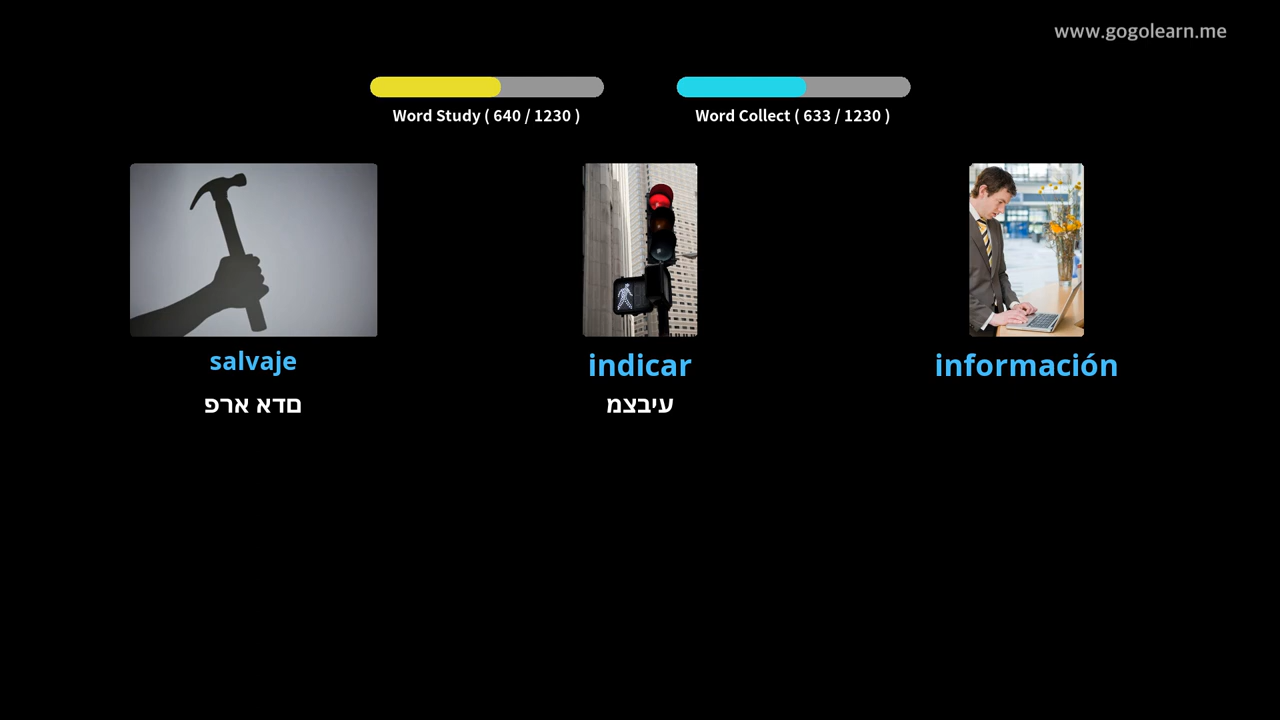 www.gogolearn.me
Word Study ( 640 / 1230 )
Word Collect ( 633 / 1230 )
salvaje
indicar
información
פרא אדם
מצביע